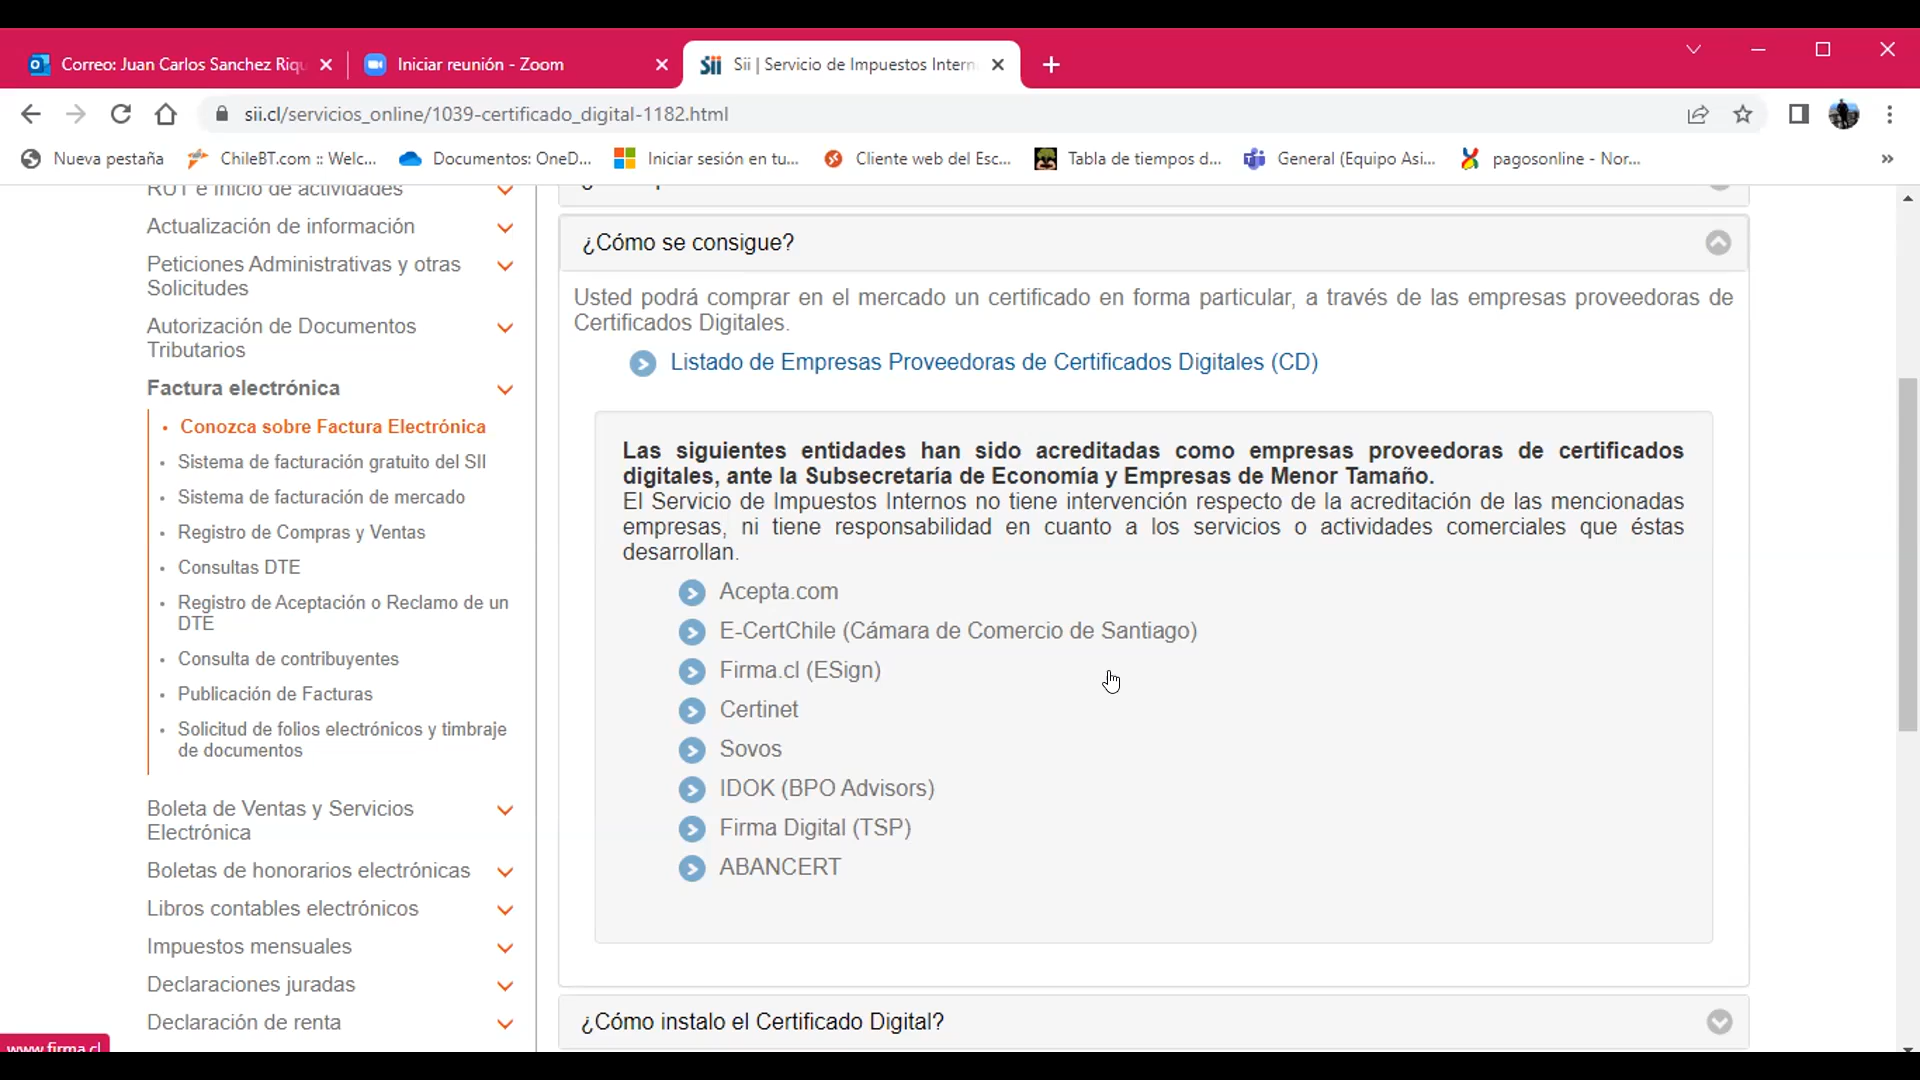 Correo: Juan Carlos Sanchez Riqu
Iniciar reunión - Zoom
Sii | Servicio de Impuestos Intern
sii.cl/servicios_online/1039-certificado_digital-1182.html
Nueva pestaña
ChileBT.com :: Welc...
Documentos: OneD...
Iniciar sesión en tu...
Cliente web del Esc...
Tabla de tiempos d...
General (Equipo Asi...
pagosonline - Nor...
RUT e Inicio de actividades
Actualización de información
Peticiones Administrativas y otras
Solicitudes
Autorización de Documentos
Tributarios
Factura electrónica
Conozca sobre Factura Electrónica
Sistema de facturación gratuito del SII
Sistema de facturación de mercado
Registro de Compras y Ventas
Consultas DTE
Registro de Aceptación o Reclamo de un
DTE
Consulta de contribuyentes
Publicación de Facturas
Solicitud de folios electrónicos y timbraje
de documentos
Boleta de Ventas y Servicios
Electrónica
Boletas de honorarios electrónicas
Libros contables electrónicos
Impuestos mensuales
Declaraciones juradas
Declaración de renta
www.firma.cl
¿Cómo se consigue?
Usted podrá comprar en el mercado un certificado en forma particular, a través de las empresas proveedoras de
Certificados Digitales.
Listado de Empresas Proveedoras de Certificados Digitales (CD)
Las siguientes entidades han sido acreditadas como empresas proveedoras de certificados
digitales, ante la Subsecretaría de Economía y Empresas de Menor Tamaño.
El Servicio de Impuestos Internos no tiene intervención respecto de la acreditación de las mencionadas
empresas, ni tiene responsabilidad en cuanto a los servicios o actividades comerciales que éstas
desarrollan.
Acepta.com
E-CertChile (Cámara de Comercio de Santiago)
Firma.cl (ESign)
Certinet
Sovos
IDOK (BPO Advisors)
Firma Digital (TSP)
ABANCERT
¿Cómo instalo el Certificado Digital?